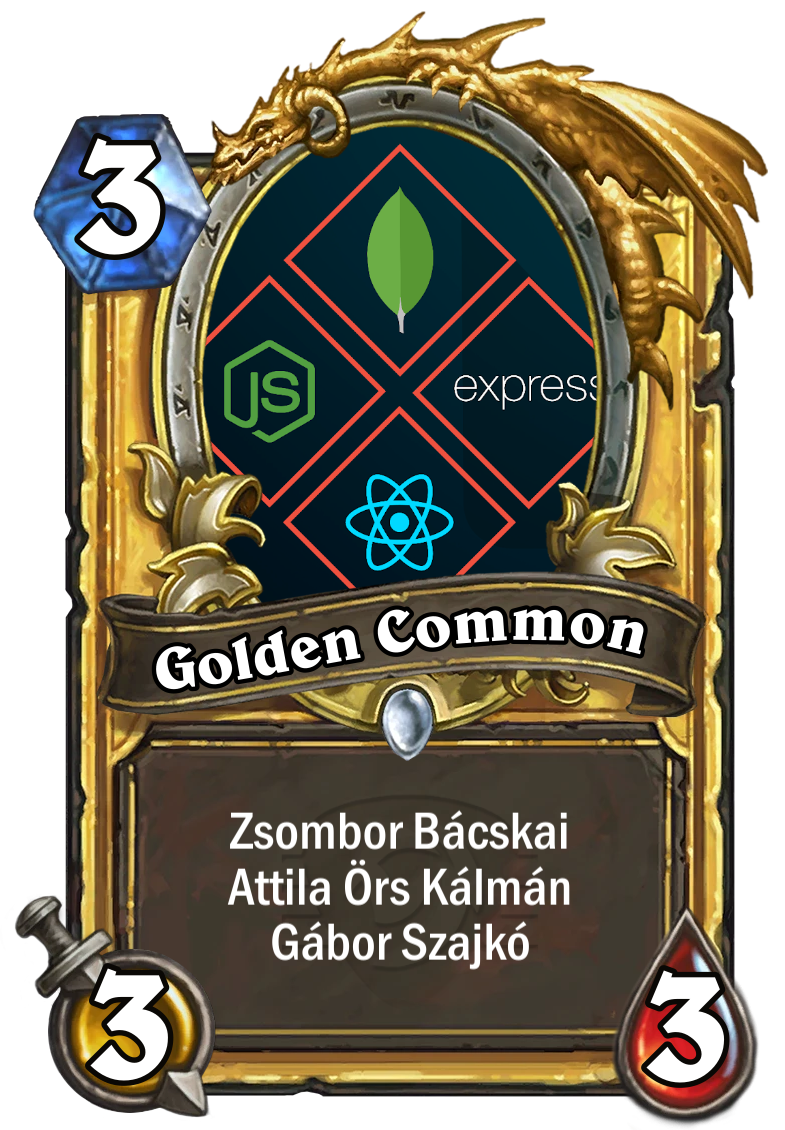 3
JS
express
Golden Common
Zsombor Bácskai
Attila Örs Kálmán
Gábor Szajkó
3
3